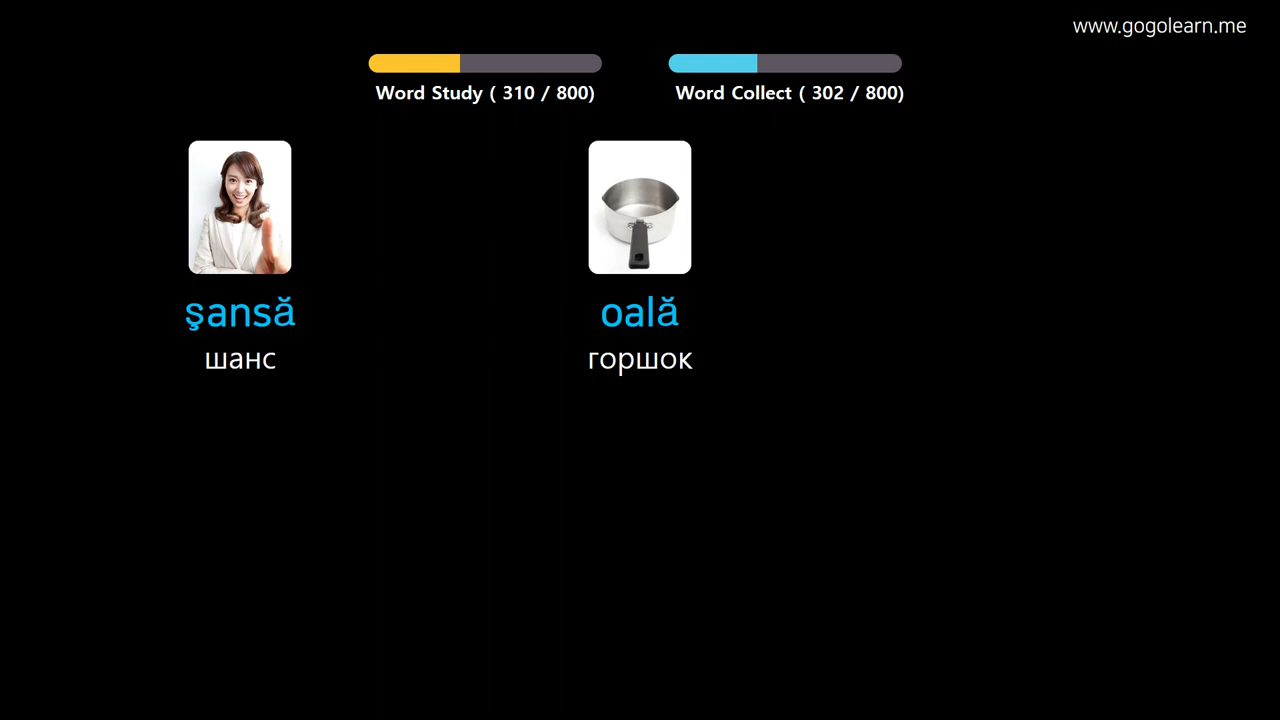 www.gogolearn.me
Word Study ( 310 / 800)
Word Collect ( 302 / 800)
şansă
шанс
oală
горшок